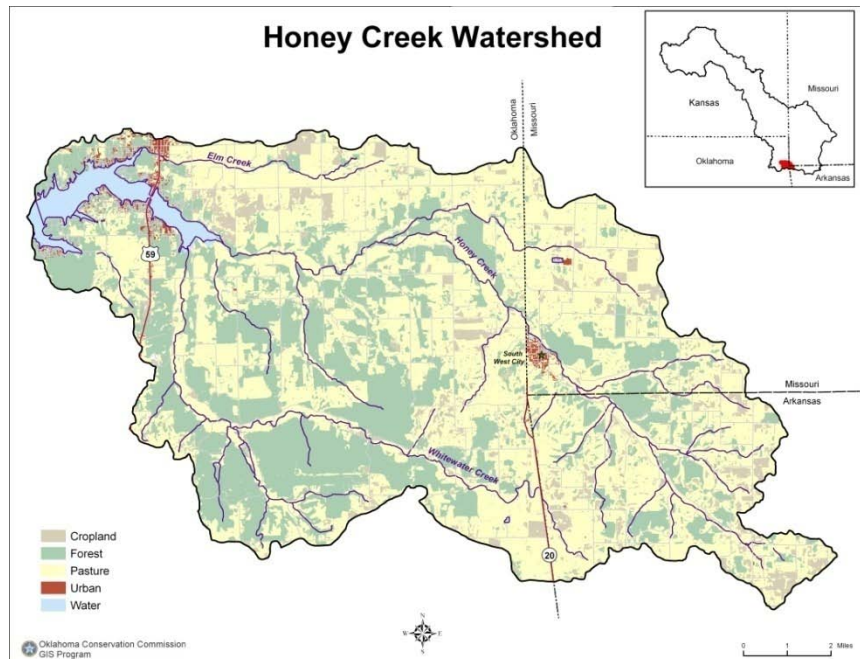 Honey Creek Watershed
Kansas
Missouri
Oklahoma
Arkansas
Oklahoma
Missouri
Elm Creek
59
Honey Creek
South
West City
Missouri
Arkansas
Whitewater Creek
20
Cropland
Forest
Pasture
Urban
Water
N
W
E
S
Oklahoma Conservation Commission
GIS Program
0 1 2 Miles